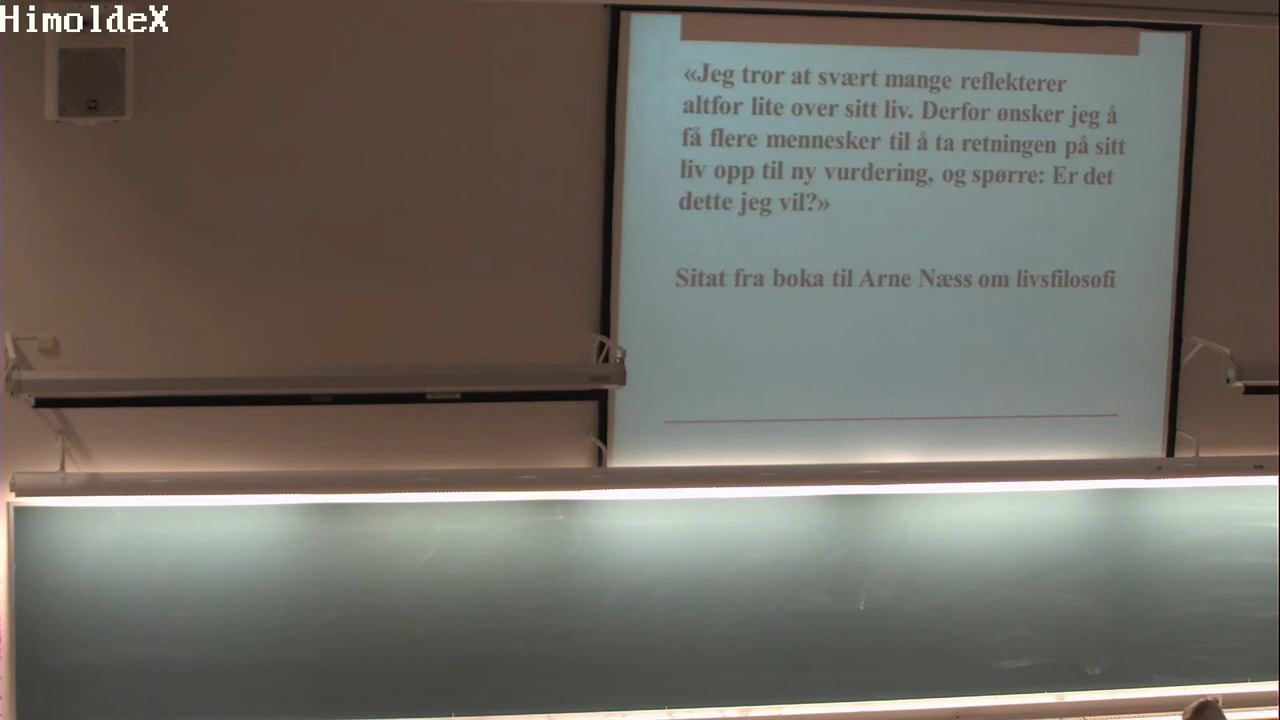 HimoldeX
«Jeg tror at svært mange reflekterer
altfor lite over sitt liv. Derfor ønsker jeg å
få flere mennesker til å ta retningen på sitt
liv opp til ny vurdering, og spørre: Er det
dette jeg vil?»
Sitat fra boka til Arne Næss om livsfilosofi